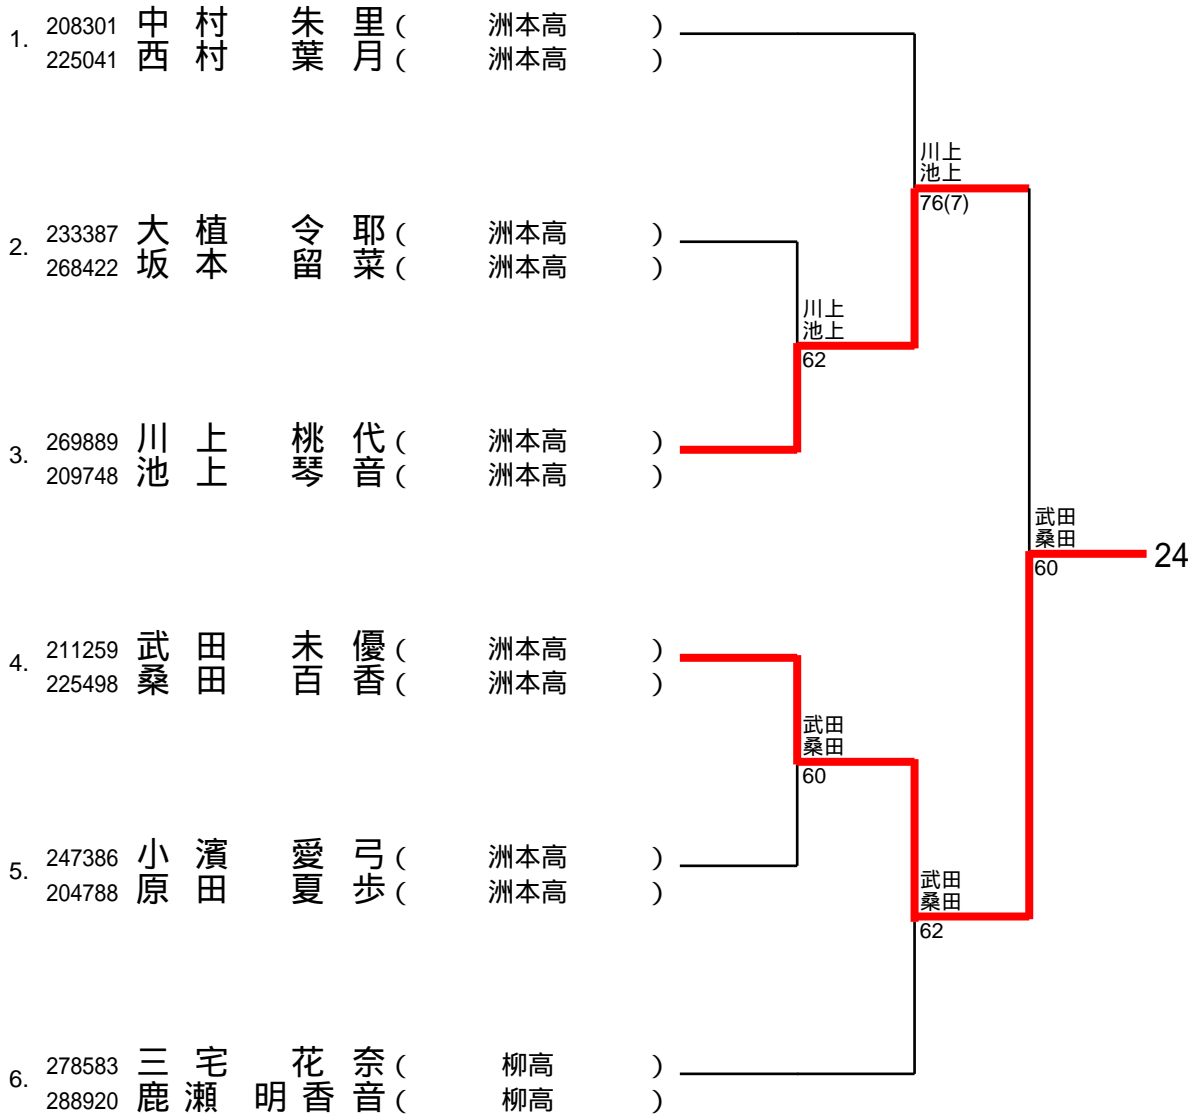 1. 208301 中村 朱里 ( 洲本高 )
225041 西村 葉月 ( 洲本高 )
川上
池上
76(7)
2. 233387 大植 令耶 ( 洲本高 )
268422 坂本 留菜 ( 洲本高 )
川上
池上
62
3. 269889 川上 桃代 ( 洲本高 )
209748 池上 琴音 ( 洲本高 )
武田
桑田
60
24
4. 211259 武田 未優 ( 洲本高 )
225498 桑田 百香 ( 洲本高 )
武田
桑田
60
5. 247386 小濱 愛弓 ( 洲本高 )
204788 原田 夏歩 ( 洲本高 )
武田
桑田
62
6. 278583 三宅 花奈 ( 柳高 )
288920 鹿瀬 明香音 ( 柳高 )